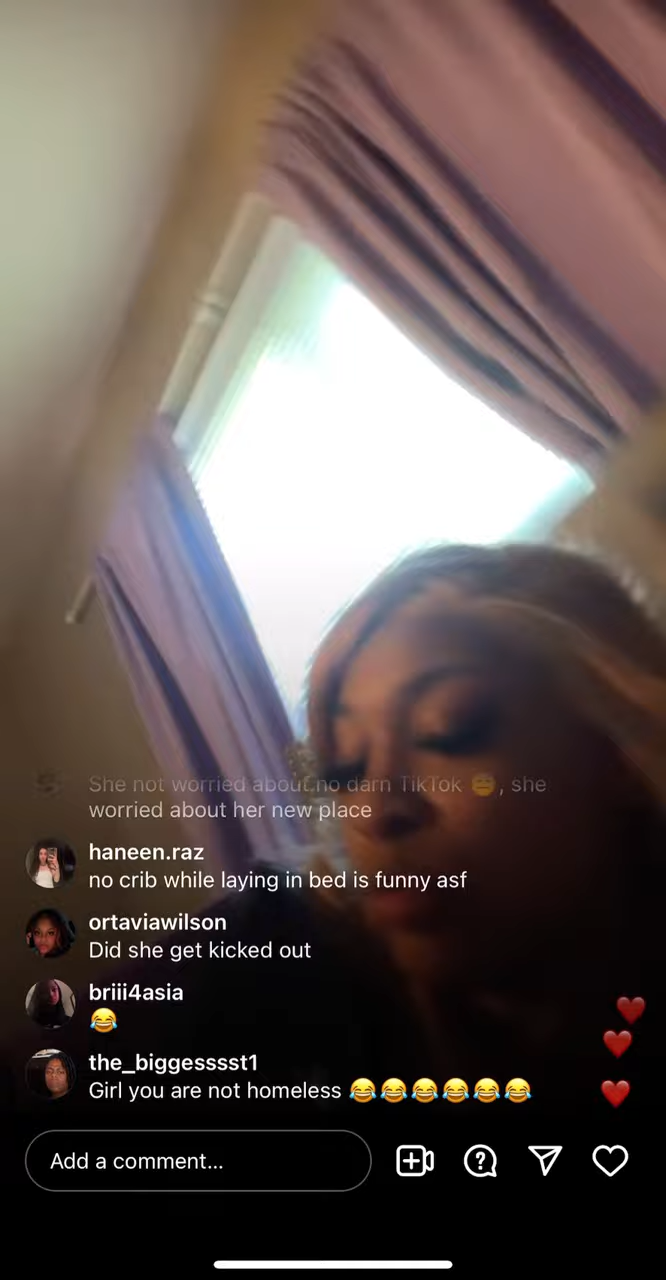 She not worried about no darn TikTok 😑, she
worried about her new place
haneen.raz
no crib while laying in bed is funny asf
ortaviawilson
Did she get kicked out
briii4asia
😂
the_biggesssst1
Girl you are not homeless 😂😂😂😂😂😂
Add a comment...